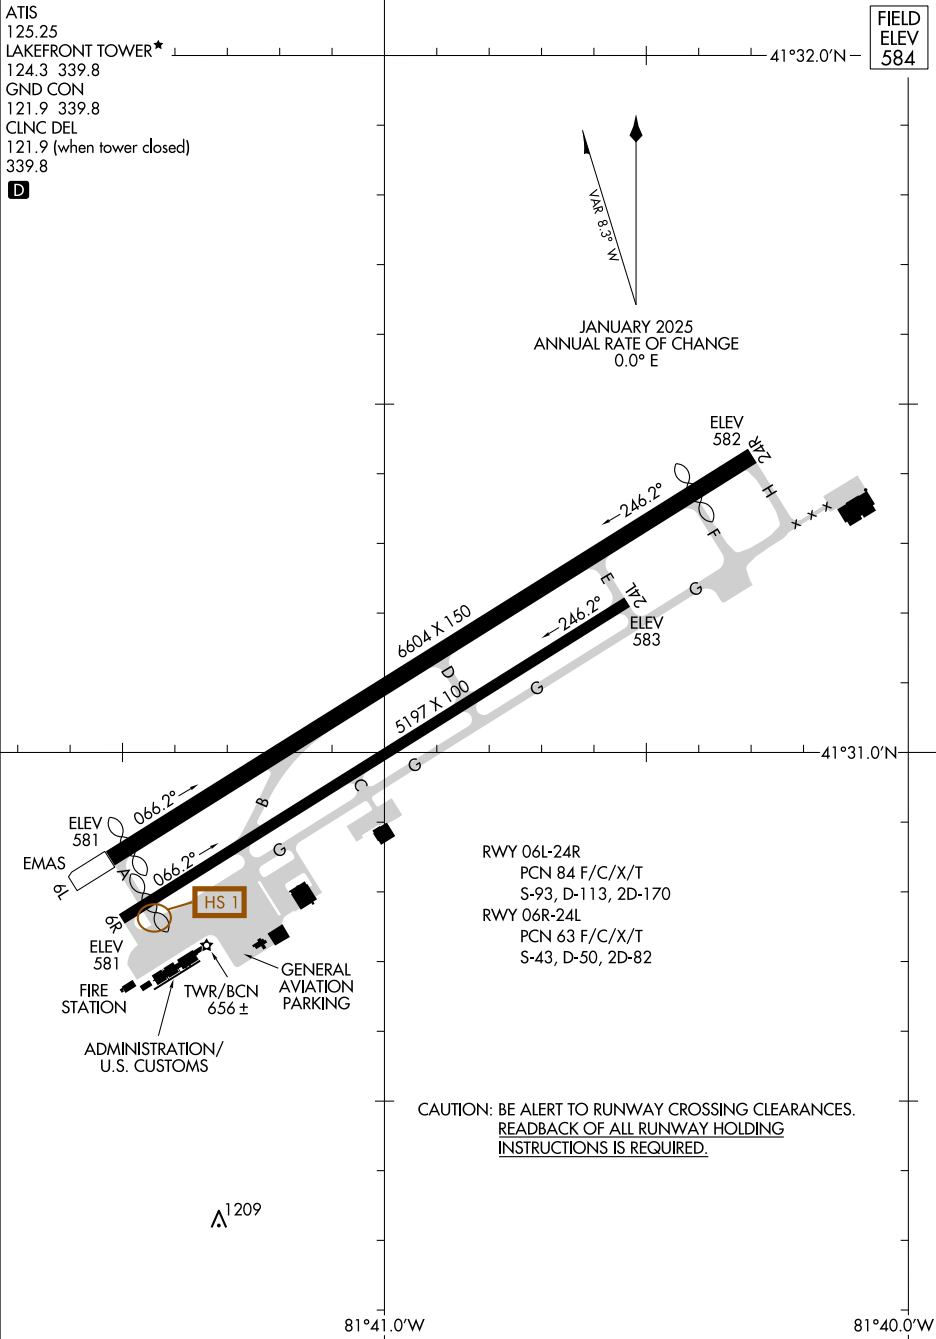 ATIS
125.25
LAKEFRONT TOWER★
124.3 339.8
GND CON
121.9 339.8
CLNC DEL
121.9 (when tower closed)
339.8
D
FIELD
ELEV
584
41°32.0'N
VAR 8.3° W
JANUARY 2025
ANNUAL RATE OF CHANGE
0.0° E
ELEV
582
24R
H
246.2°
F
E
G
24L
246.2°
ELEV
583
6604 X 150
D
G
5197 X 100
41°31.0'N
G
C
066.2°
B
ELEV
581
G
EMAS
A
066.2°
6L
HS 1
6R
ELEV
581
RWY 06L-24R
PCN 84 F/C/X/T
S-93, D-113, 2D-170
RWY 06R-24L
PCN 63 F/C/X/T
S-43, D-50, 2D-82
FIRE
STATION
TWR/BCN
656 ±
GENERAL
AVIATION
PARKING
ADMINISTRATION/
U.S. CUSTOMS
CAUTION: BE ALERT TO RUNWAY CROSSING CLEARANCES.
READBACK OF ALL RUNWAY HOLDING
INSTRUCTIONS IS REQUIRED.
1209
81°41.0'W
81°40.0'W